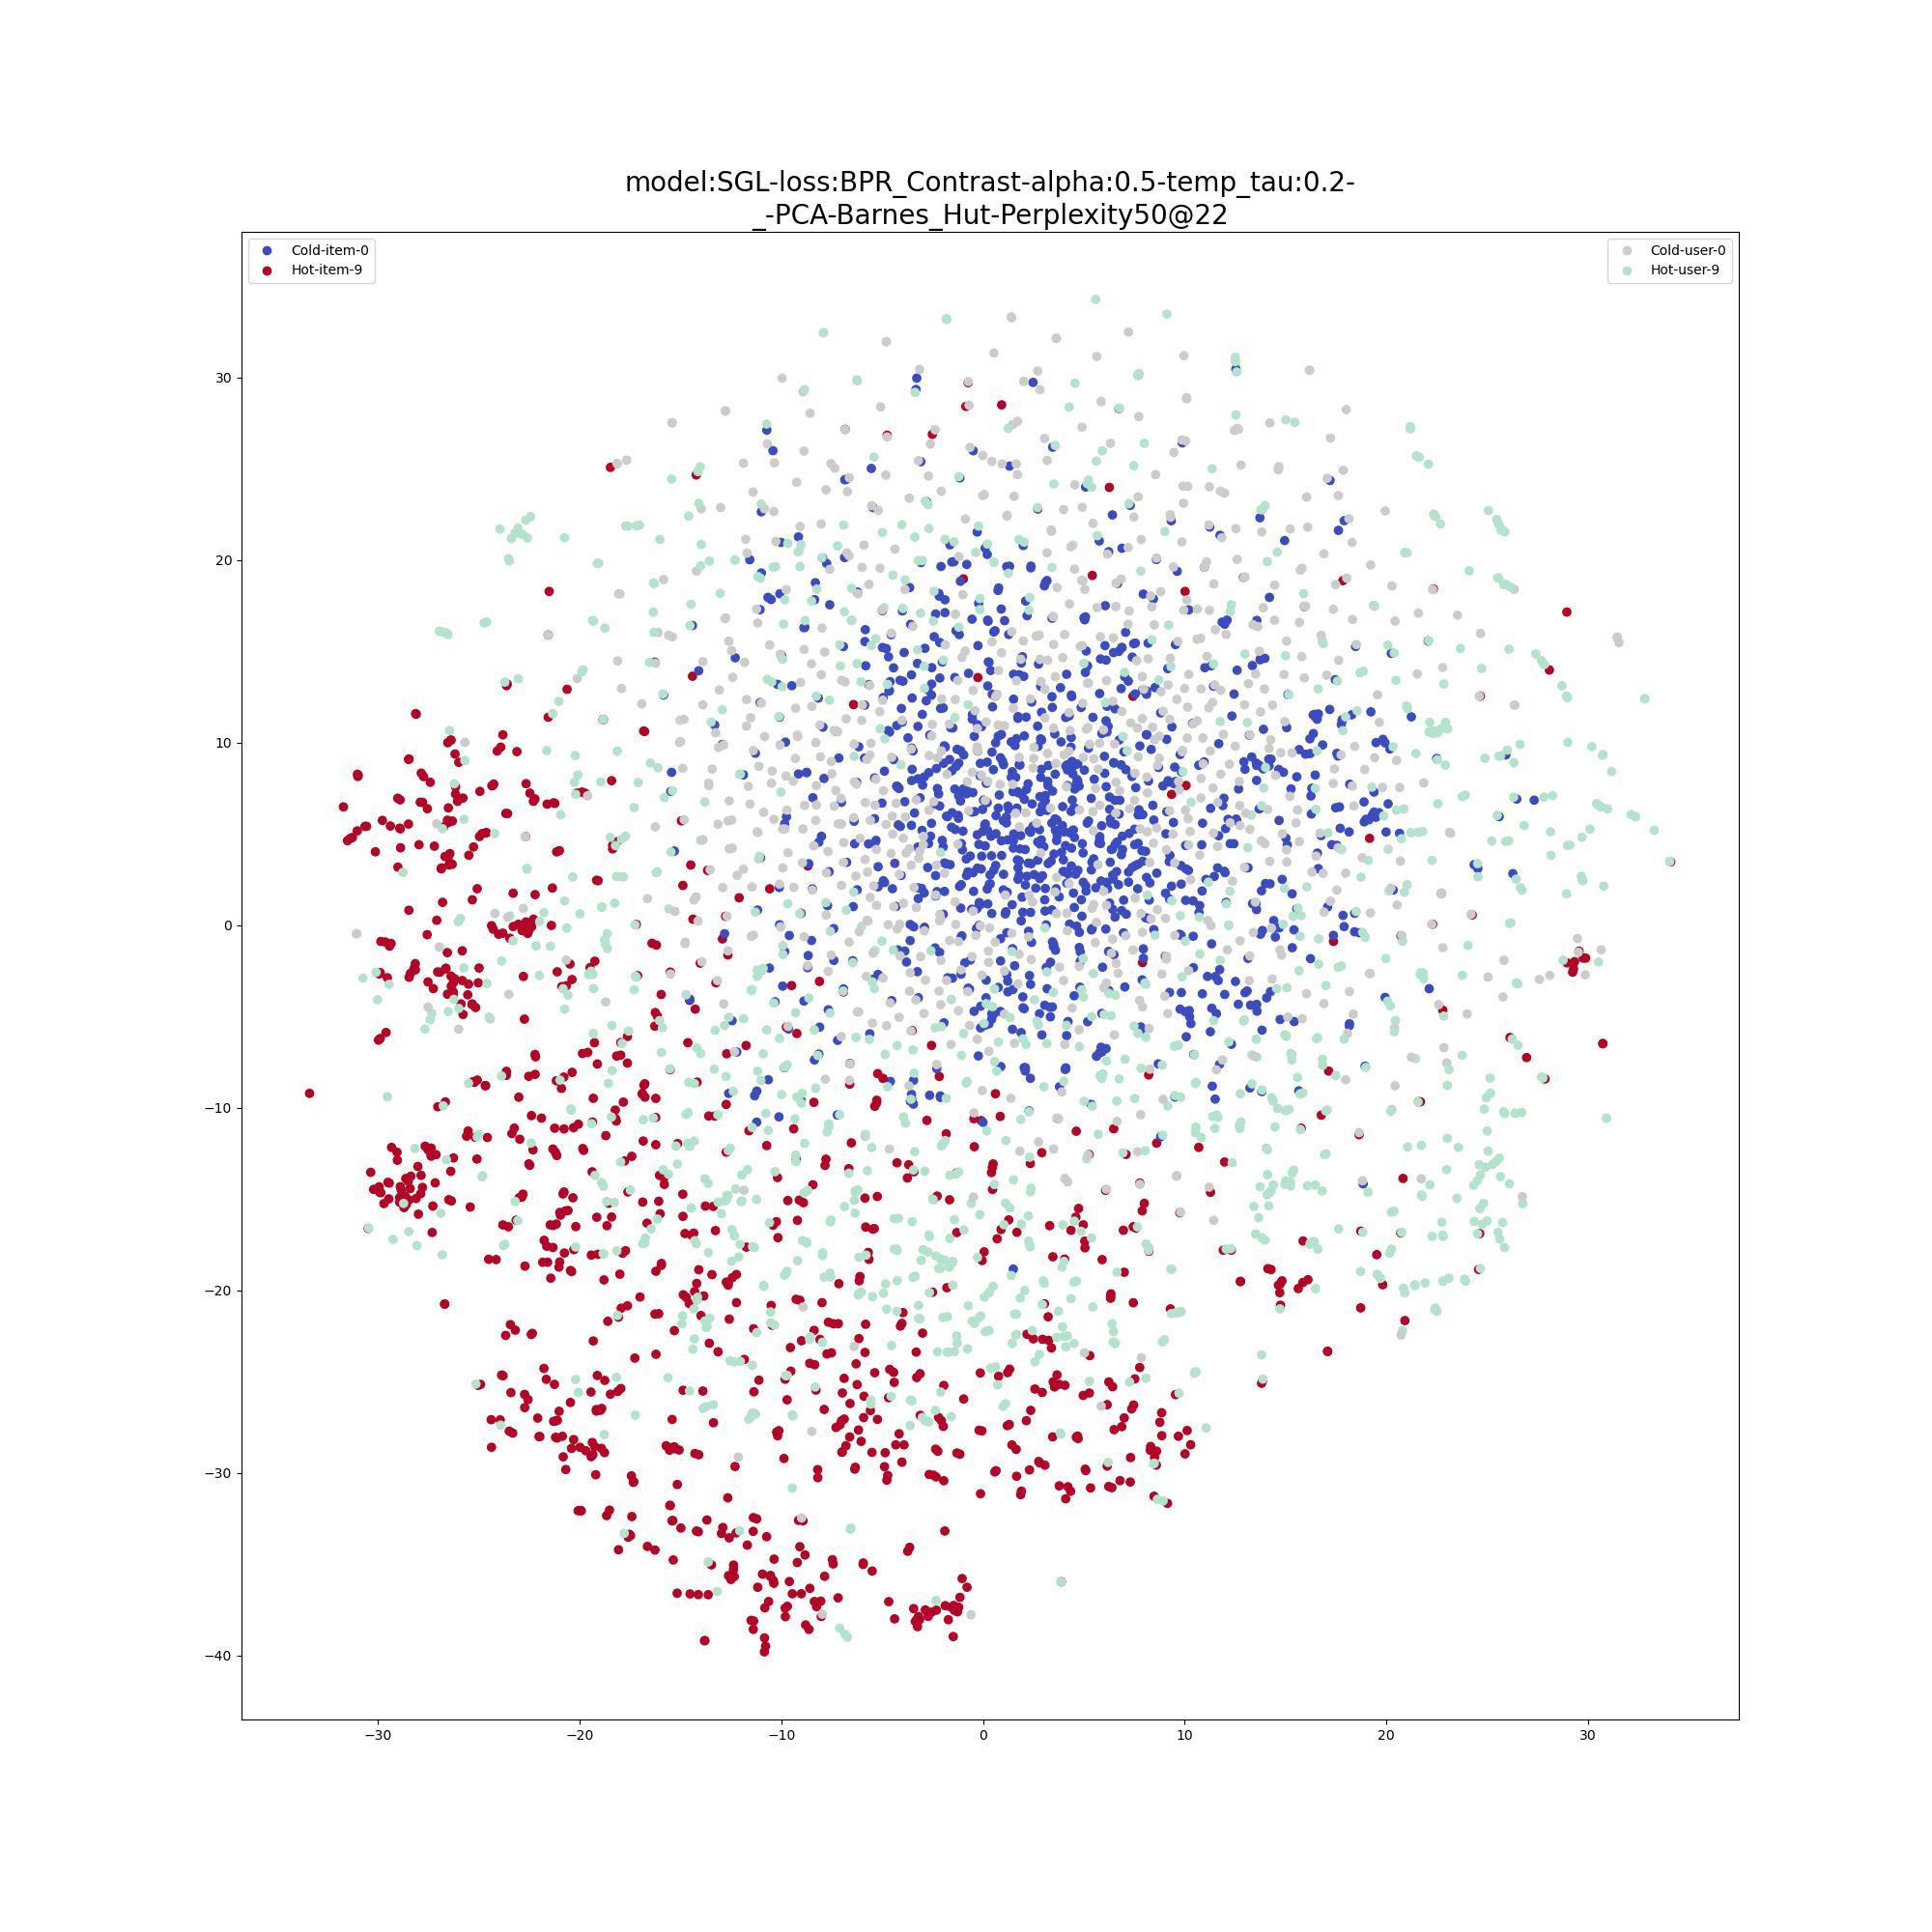 model:SGL-loss:BPR_Contrast-alpha:0.5-temp_tau:0.2-
_-PCA-Barnes_Hut-Perplexity50@22
Cold-item-0
Hot-item-9
Cold-user-0
Hot-user-9
30
20
10
0
−10
−20
−30
−40
−30
−20
−10
0
10
20
30